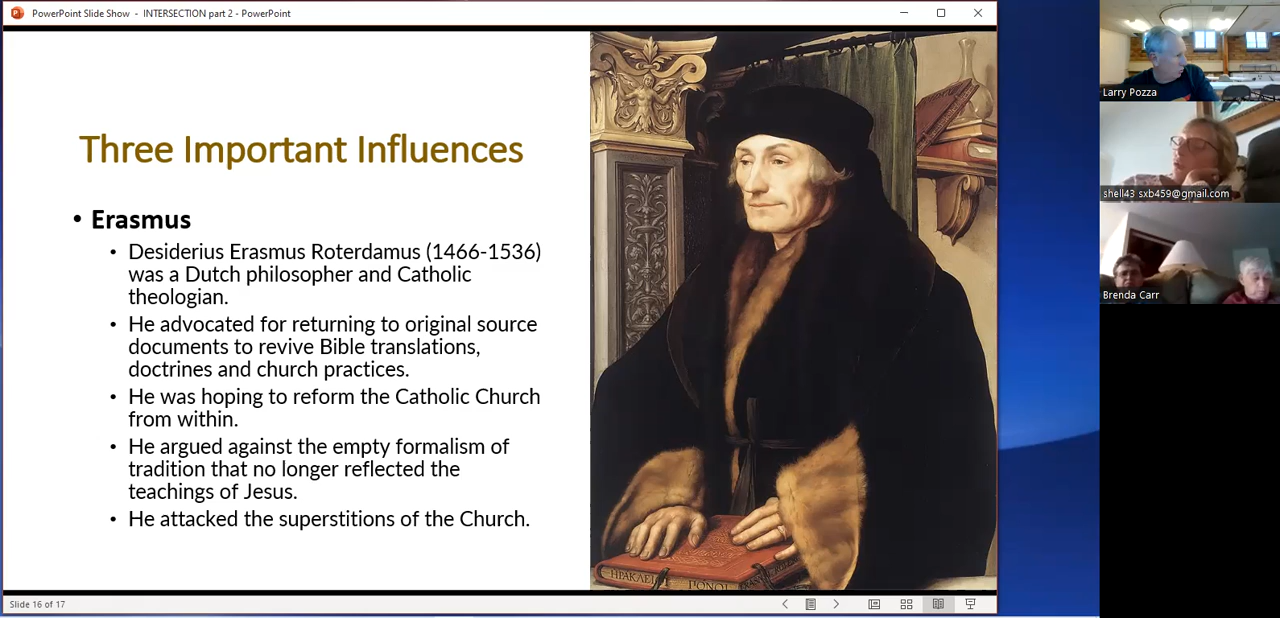 PowerPoint Slide Show - INTERSECTION part 2 - PowerPoint
Three Important Influences
• Erasmus
• Desiderius Erasmus Roterdamus (1466-1536)
was a Dutch philosopher and Catholic
theologian.
• He advocated for returning to original source
documents to revive Bible translations,
doctrines and church practices.
• He was hoping to reform the Catholic Church
from within.
• He argued against the empty formalism of
tradition that no longer reflected the
teachings of Jesus.
• He attacked the superstitions of the Church.
Slide 16 of 17
Larry Pozza
shell43 sxb459@gmail.com
Brenda Carr